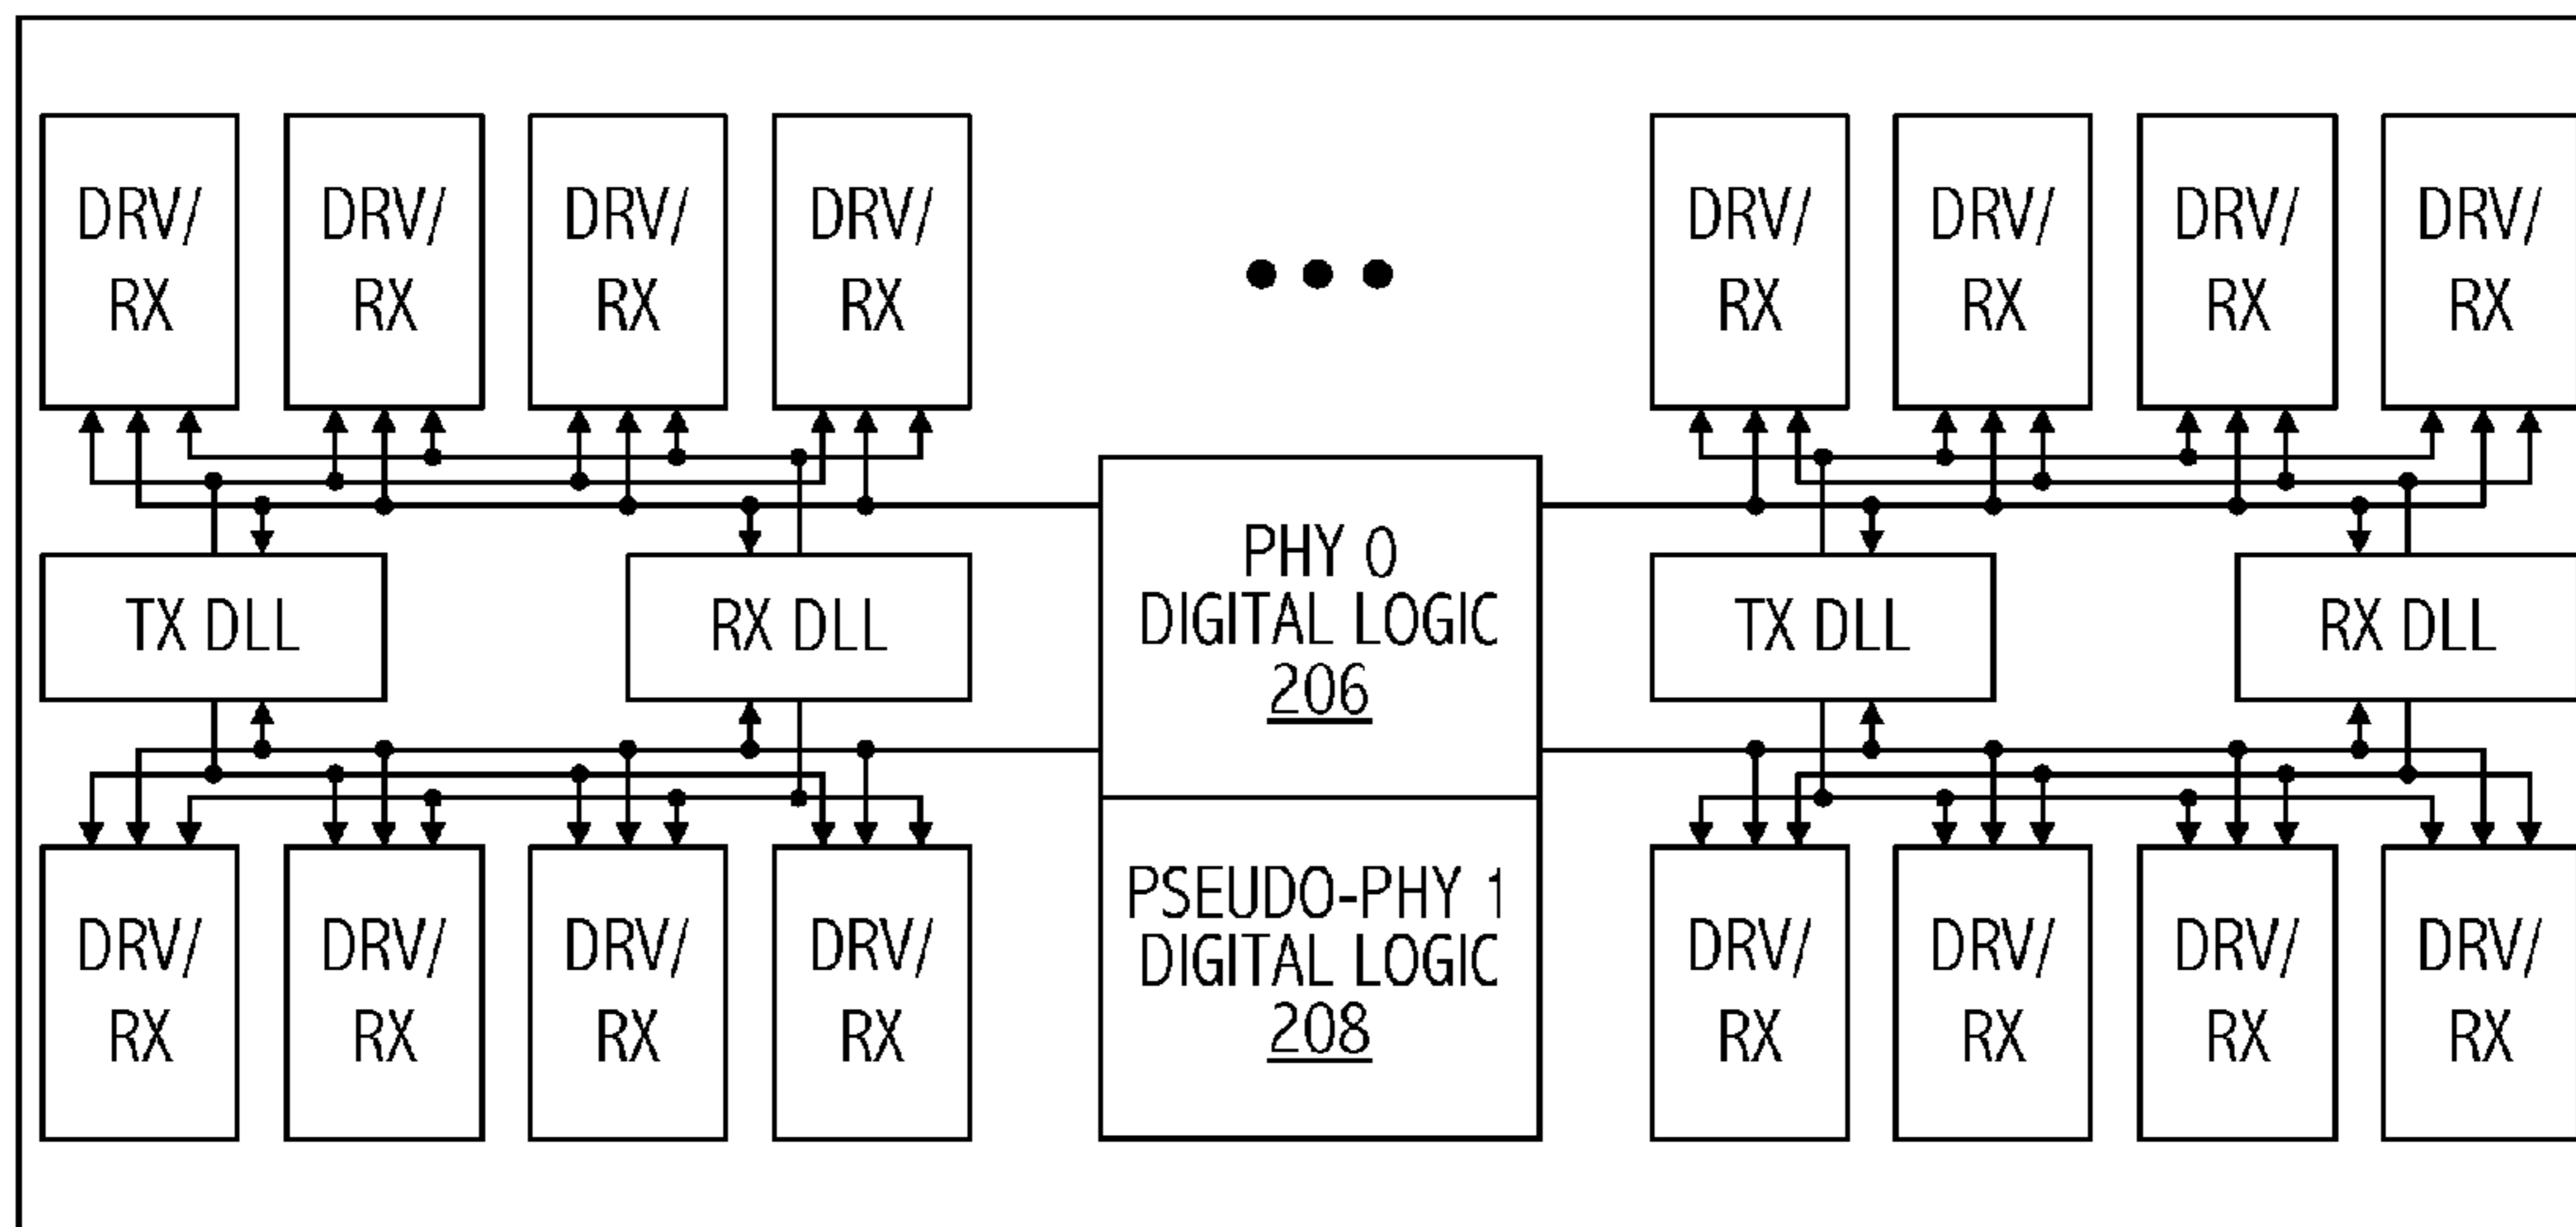 DRV/
RX
DRV/
RX
DRV/
RX
DRV/
RX
DRV/
RX
DRV/
RX
DRV/
RX
DRV/
RX
TX DLL
RX DLL
PHY 0
DIGITAL LOGIC
206
TX DLL
RX DLL
PSEUDO-PHY 1
DIGITAL LOGIC
208
DRV/
RX
DRV/
RX
DRV/
RX
DRV/
RX
DRV/
RX
DRV/
RX
DRV/
RX
DRV/
RX